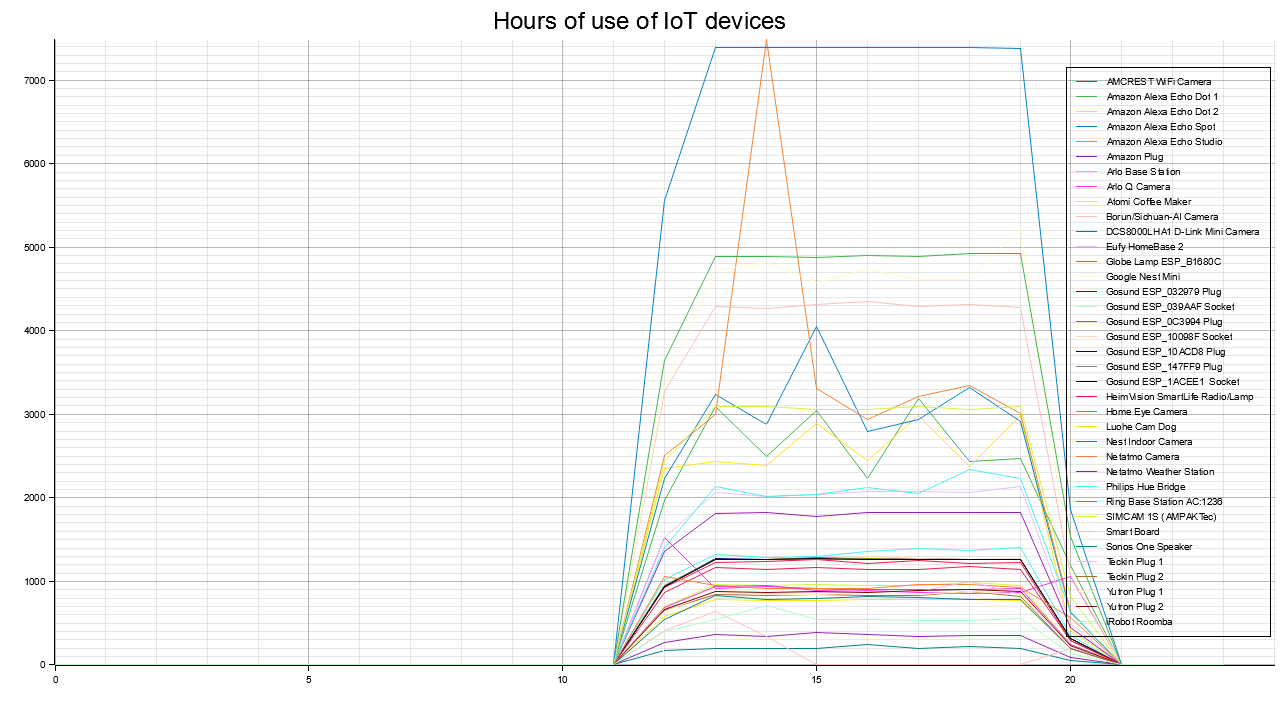 Hours of use of IoT devices
7000
6000
5000
4000
3000
2000
1000
0
0
5
10
15
20
AMCREST WiFi Camera
Amazon Alexa Echo Dot 1
Amazon Alexa Echo Dot 2
Amazon Alexa Echo Spot
Amazon Alexa Echo Studio
Amazon Plug
Arlo Base Station
Arlo Q Camera
Atomi Coffee Maker
Borun/Sichuan-AI Camera
DCS8000LHA1 D-Link Mini Camera
Eufy HomeBase 2
Globe Lamp ESP_B1680C
Google Nest Mini
Gosund ESP_032979 Plug
Gosund ESP_039AAF Socket
Gosund ESP_0C3994 Plug
Gosund ESP_10098F Socket
Gosund ESP_10ACD8 Plug
Gosund ESP_147FF9 Plug
Gosund ESP_1ACEE1 Socket
HeimVision SmartLife Radio/Lamp
Home Eye Camera
Luohe Cam Dog
Nest Indoor Camera
Netatmo Camera
Netatmo Weather Station
Philips Hue Bridge
Ring Base Station AC:1236
SIMCAM 1S (AMPAKTec)
Smart Board
Sonos One Speaker
Teckin Plug 1
Teckin Plug 2
Yutron Plug 1
Yutron Plug 2
iRobot Roomba